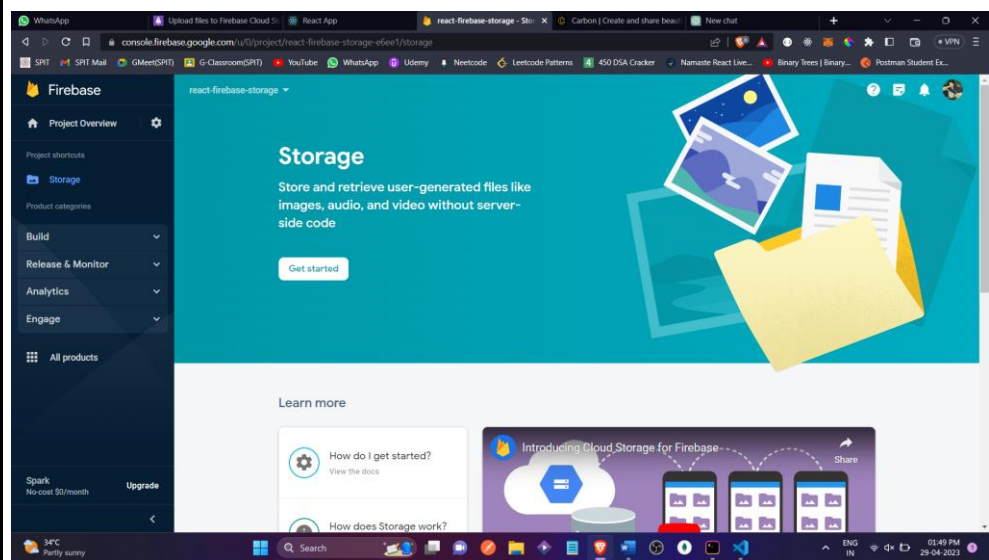 WhatsApp
Upload files to Firebase Cloud St
React App
react-firebase-storage - Stor
Carbon | Create and share beaut
New chat
console.firebase.google.com/u/0/project/react-firebase-storage-e6ee1/storage
VPN
SPIT
SPIT Mail
GMeet(SPIT)
G-Classroom(SPIT)
YouTube
WhatsApp
Udemy
Neetcode
Leetcode Patterns
450 DSA Cracker
Namaste React Live...
Binary Trees | Binary...
Postman Student Ex...
Firebase
react-firebase-storage
Project Overview
Project shortcuts
Storage
Product categories
Build
Release & Monitor
Analytics
Engage
All products
Spark
No-cost $0/month
Upgrade
Storage
Store and retrieve user-generated files like
images, audio, and video without server-
side code
Get started
Learn more
How do I get started?
View the docs
How does Storage work?
Introducing Cloud Storage for Firebase
Share
34°C
Partly sunny
Search
ENG
IN
01:49 PM
29-04-2023